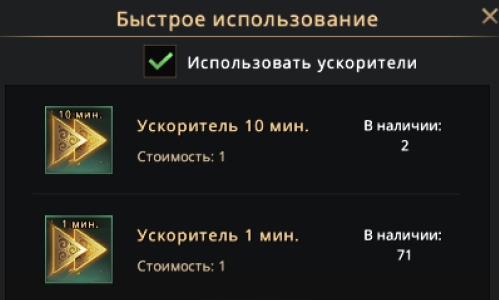 Быстрое использование
Использовать ускорители
10 мин.
Ускоритель 10 мин.
Стоимость: 1
В наличии:
2
1 мин.
Ускоритель 1 мин.
Стоимость: 1
В наличии:
71